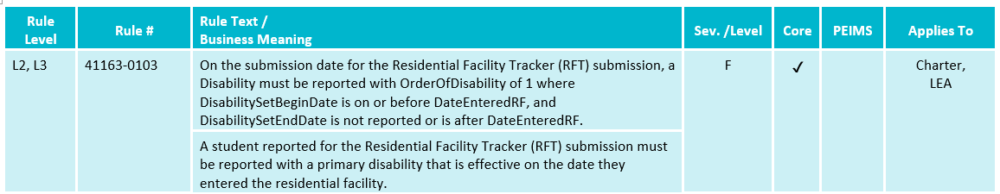 Rule
Level
Rule #
Rule Text /
Business Meaning
Sev. /Level
Core
PEIMS
Applies To
L2, L3
41163-0103
On the submission date for the Residential Facility Tracker (RFT) submission, a
Disability must be reported with OrderOfDisability of 1 where
DisabilitySetBeginDate is on or before DateEnteredRF, and
DisabilitySetEndDate is not reported or is after DateEnteredRF.
F
✓
Charter,
LEA
A student reported for the Residential Facility Tracker (RFT) submission must
be reported with a primary disability that is effective on the date they
entered the residential facility.